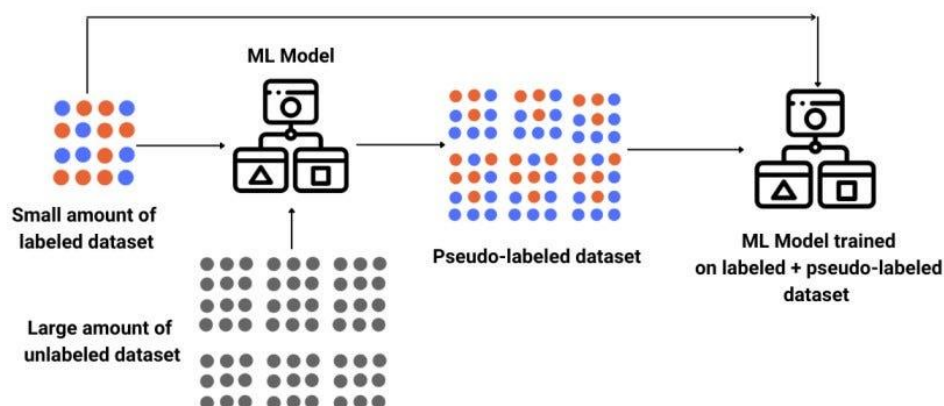 ML Model
Small amount of
labeled dataset
Pseudo-labeled dataset
ML Model trained
on labeled + pseudo-labeled
dataset
Large amount of
unlabeled dataset